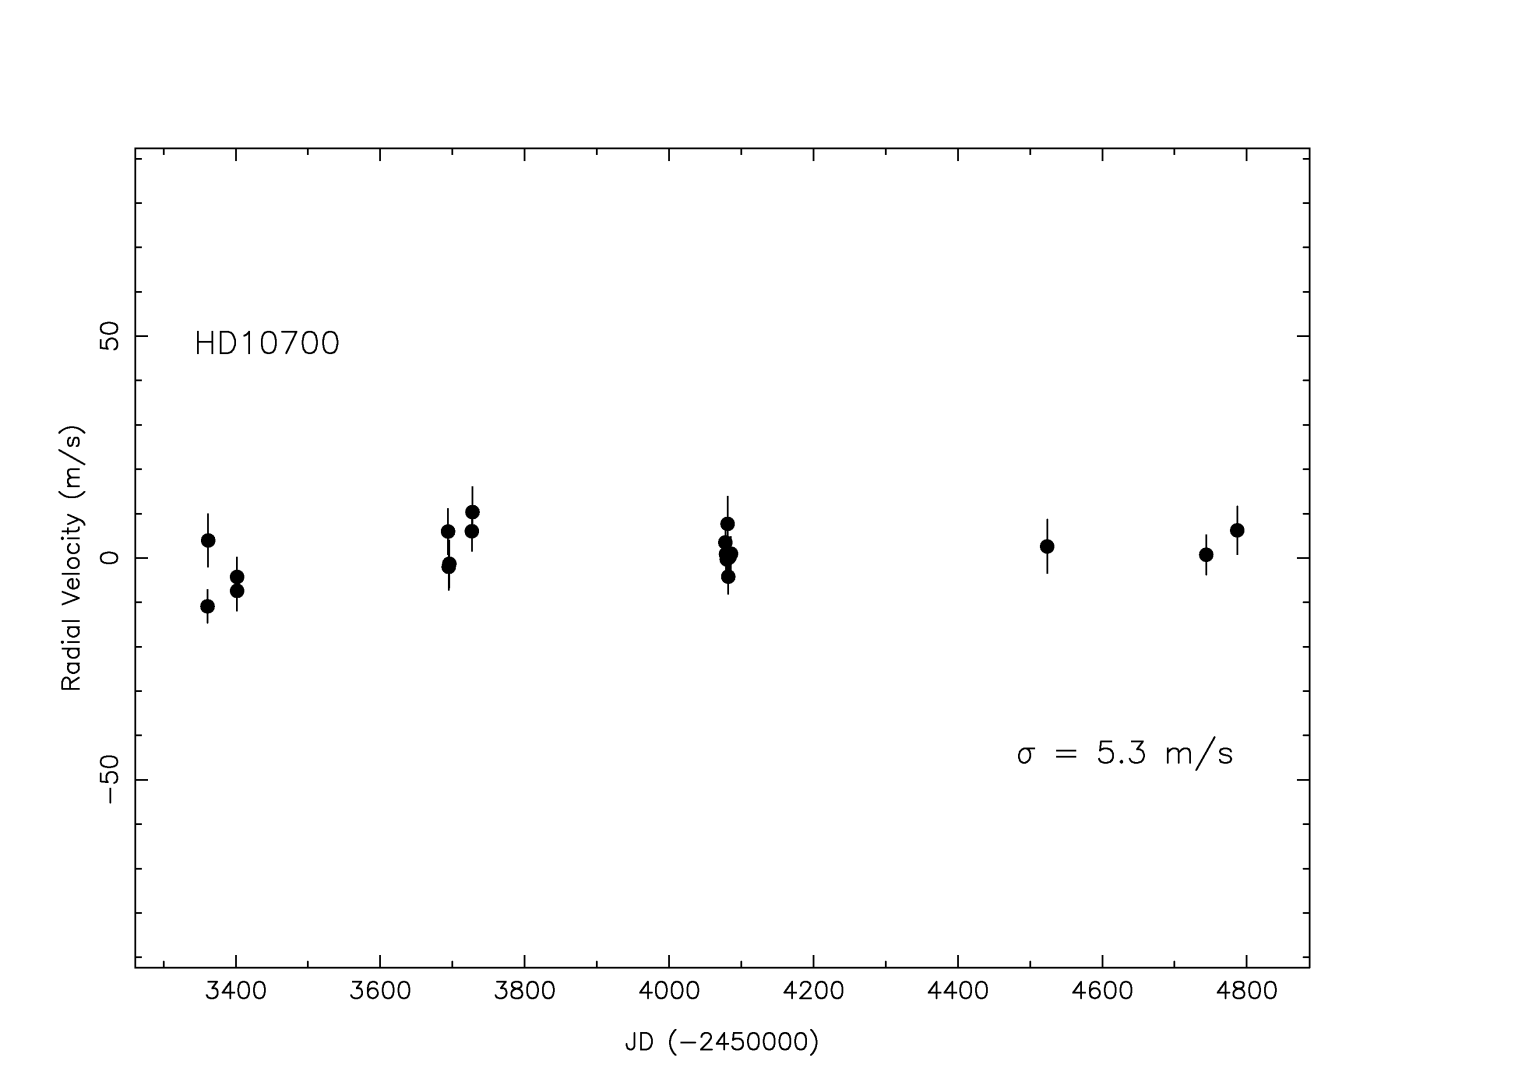 HD10700
50
0
−50
Radial Velocity (m/s)
σ = 5.3 m/s
3400 3600 3800 4000 4200 4400 4600 4800
JD (−2450000)